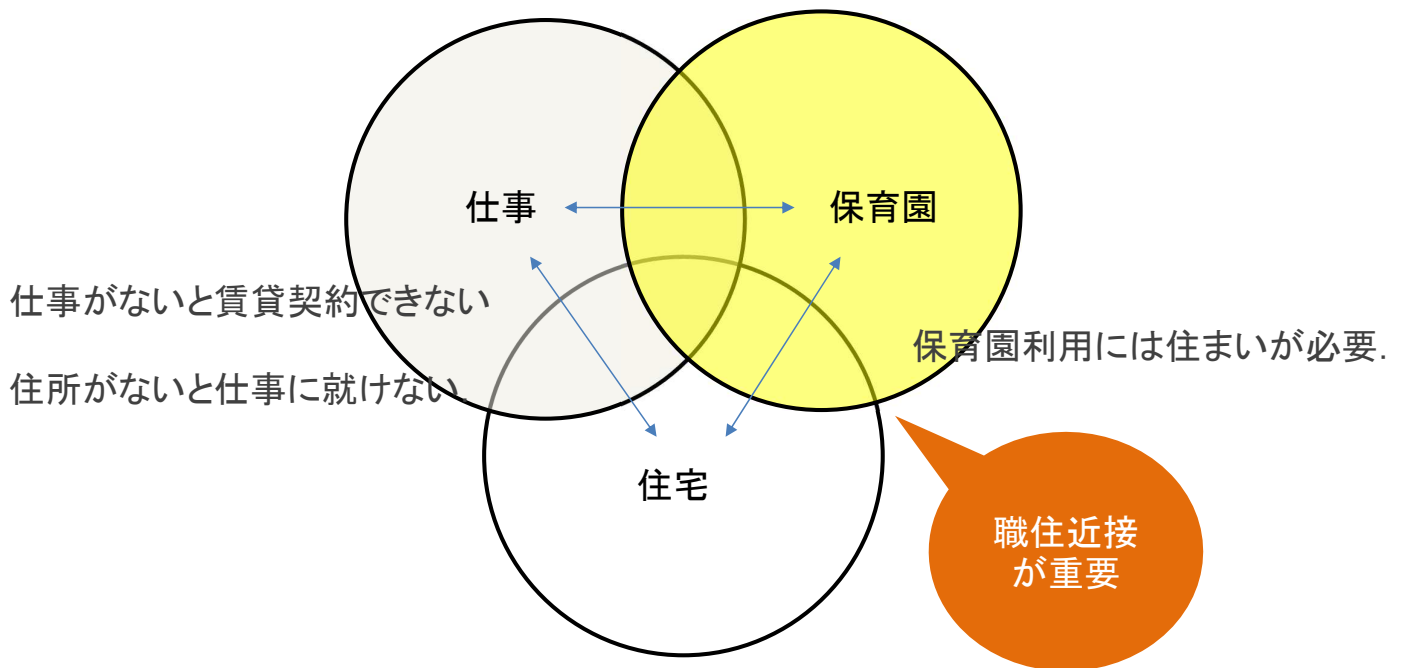 仕事
保育園
仕事がないと賃貸契約できない
保育園利用には住まいが必要.
住所がないと仕事に就けない.
住宅
職住近接
が重要